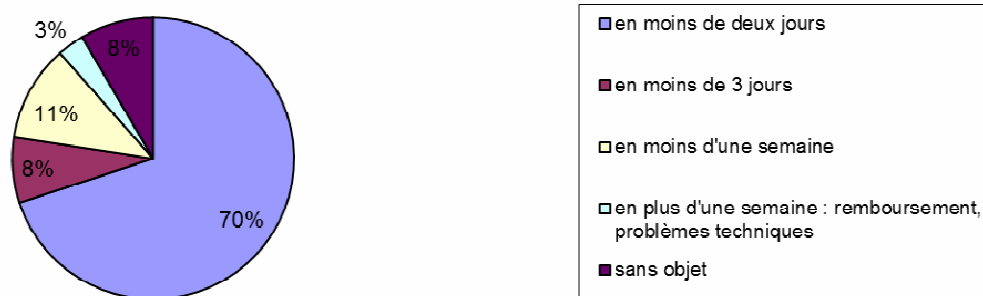 3%
8%
11%
8%
70%
en moins de deux jours
en moins de 3 jours
en moins d'une semaine
en plus d'une semaine : remboursement,
problèmes techniques
sans objet